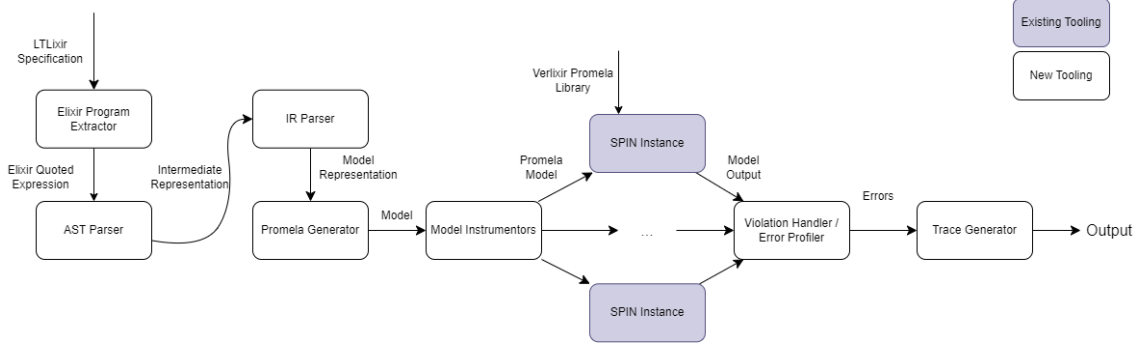 LTLixir
Specification
Elixir Program
Extractor
Elixir Quoted
Expression
AST Parser
Intermediate
Representation
IR Parser
Model
Representation
Promela Generator
Model
Model Instrumentors
Promela
Model
Verlixir Promela
Library
SPIN Instance
...
SPIN Instance
Model
Output
Violation Handler /
Error Profiler
Errors
Trace Generator
Output
Existing Tooling
New Tooling